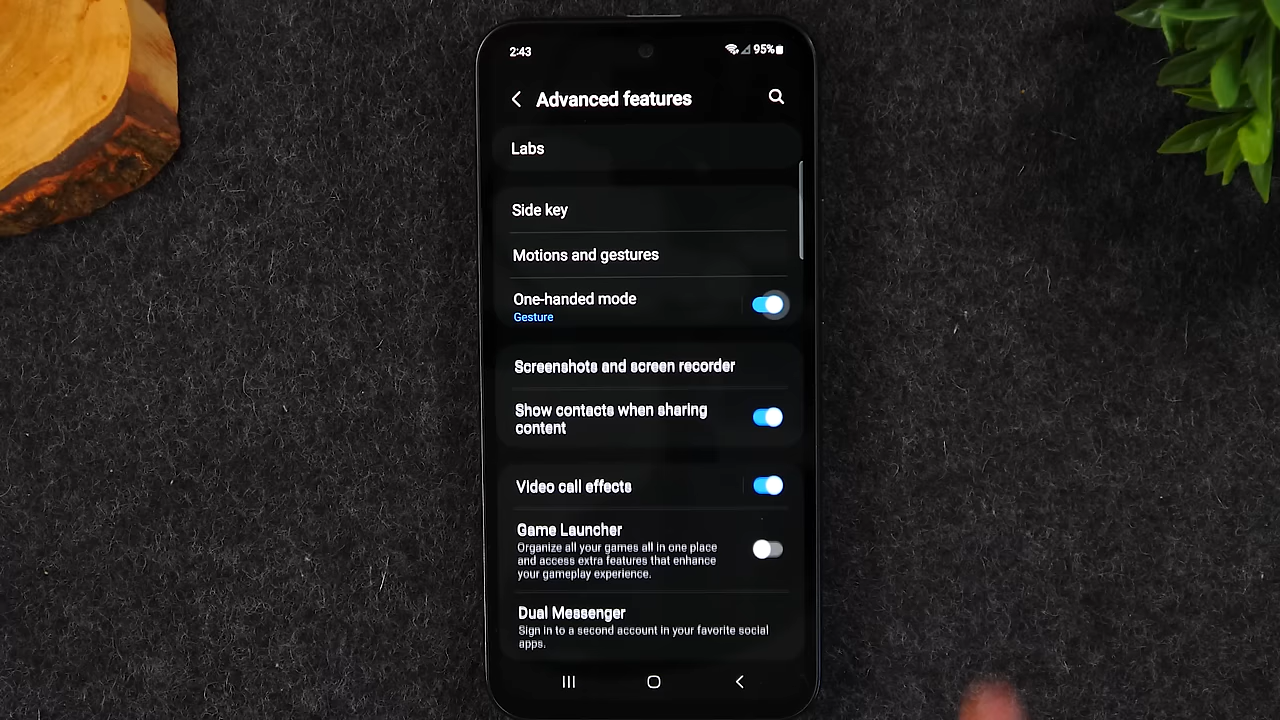 2:43
95%
Advanced features
Labs
Side key
Motions and gestures
One-handed mode
Gesture
Screenshots and screen recorder
Show contacts when sharing
content
Video call effects
Game Launcher
Organize all your games all in one place
and access extra features that enhance
your gameplay experience.
Dual Messenger
Sign in to a second account in your favorite social
apps.